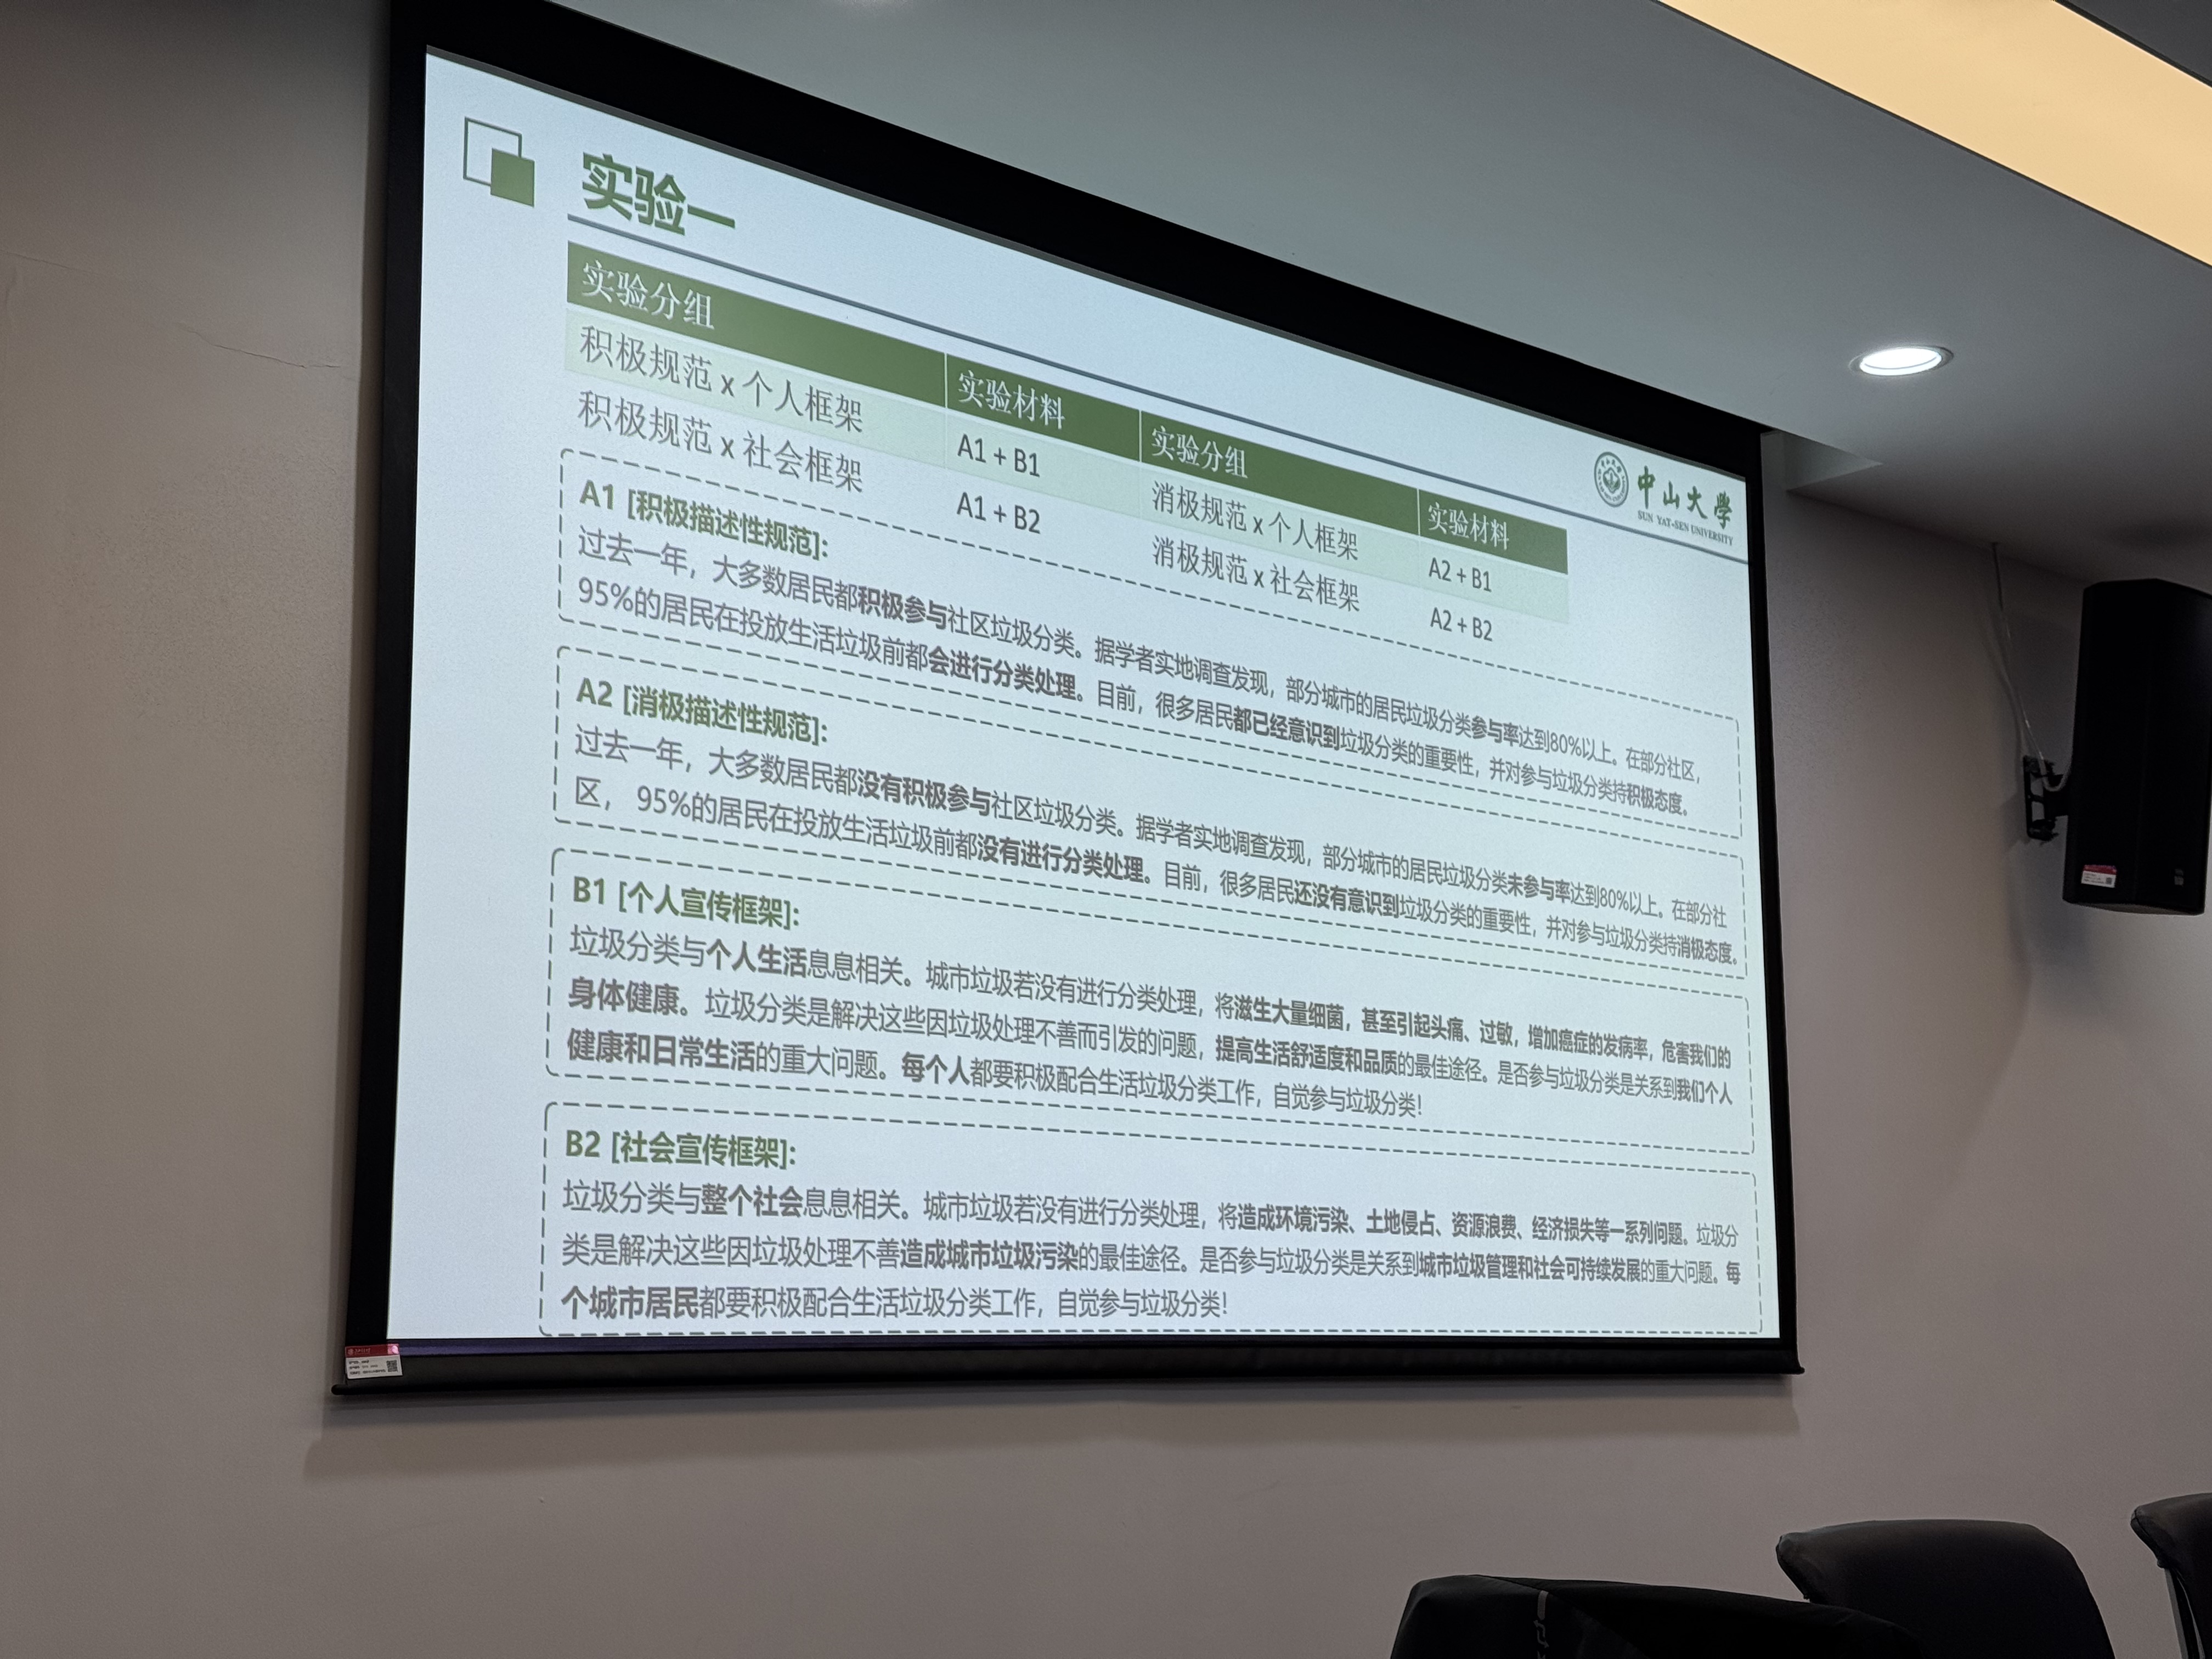 实验一
中山大學
SUN YAT-SEN UNIVERSITY
实验分组 实验材料 实验分组 实验材料
积极规范 x 个人框架 A1 + B1 消极规范 x 个人框架 A2 + B1
积极规范 x 社会框架 A1 + B2 消极规范 x 社会框架 A2 + B2
A1 [积极描述性规范]:
过去一年，大多数居民都积极参与社区垃圾分类。据学者实地调查发现，部分城市的居民垃圾分类参与率达到80%以上。在部分社区，
95%的居民在投放生活垃圾前都会进行分类处理。目前，很多居民都已经意识到垃圾分类的重要性，并对参与垃圾分类持积极态度。
A2 [消极描述性规范]:
过去一年，大多数居民都没有积极参与社区垃圾分类。据学者实地调查发现，部分城市的居民垃圾分类未参与率达到80%以上。在部分社
区， 95%的居民在投放生活垃圾前都没有进行分类处理。目前，很多居民还没有意识到垃圾分类的重要性，并对参与垃圾分类持消极态度。
B1 [个人宣传框架]:
垃圾分类与个人生活息息相关。城市垃圾若没有进行分类处理，将滋生大量细菌，甚至引起头痛、过敏，增加癌症的发病率，危害我们的
身体健康。垃圾分类是解决这些因垃圾处理不善而引发的问题，提高生活舒适度和品质的最佳途径。是否参与垃圾分类是关系到我们个人
健康和日常生活的重大问题。每个人都要积极配合生活垃圾分类工作，自觉参与垃圾分类！
B2 [社会宣传框架]:
垃圾分类与整个社会息息相关。城市垃圾若没有进行分类处理，将造成环境污染、土地侵占、资源浪费、经济损失等一系列问题。垃圾分
类是解决这些因垃圾处理不善造成城市垃圾污染的最佳途径。是否参与垃圾分类是关系到城市垃圾管理和社会可持续发展的重大问题。每
个城市居民都要积极配合生活垃圾分类工作，自觉参与垃圾分类！